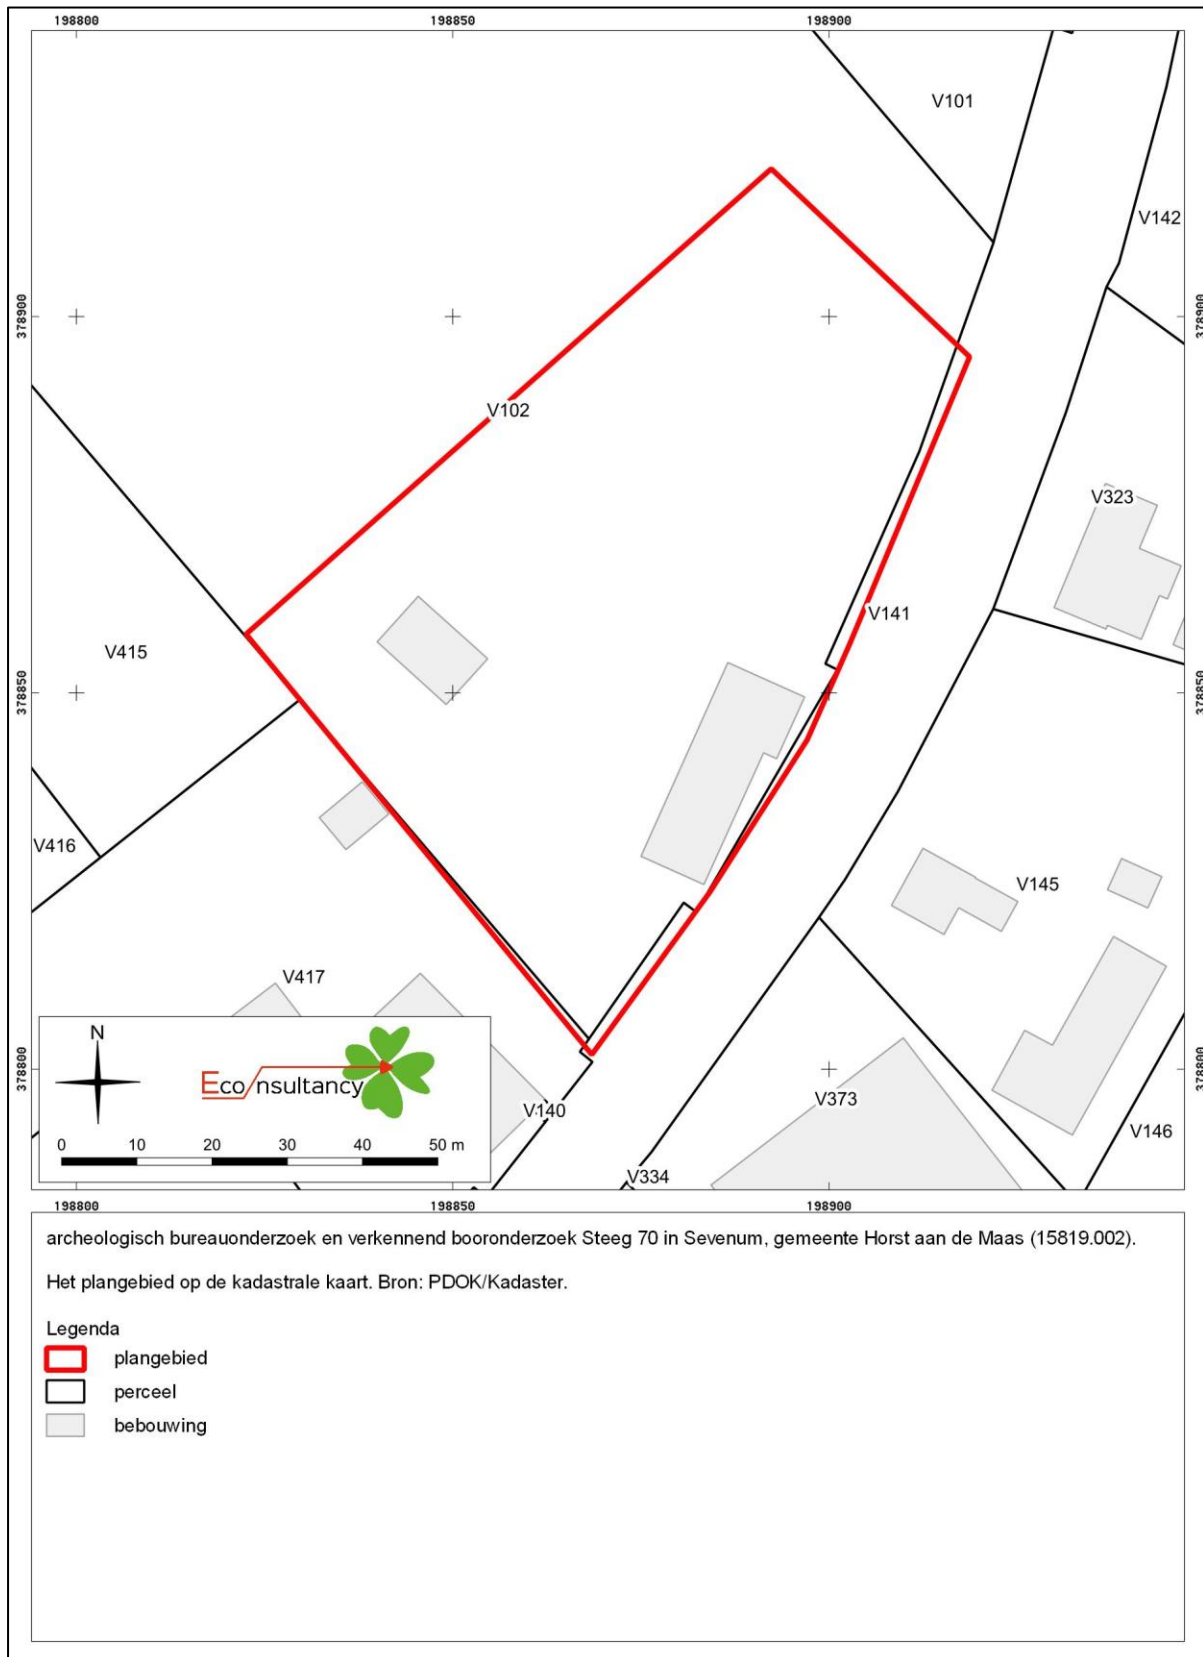 198800 198850 198900
V101
V142
378900 378900
V102
V323
V141
V415
378850 378850
V416
V145
V417
N
Econsultancy
378800 378800
V140
V373
V146
0 10 20 30 40 50 m
V334
198800 198850 198900
archeologisch bureauonderzoek en verkennend booronderzoek Steeg 70 in Sevenum, gemeente Horst aan de Maas (15819.002).
Het plangebied op de kadastrale kaart. Bron: PDOK/Kadaster.
Legenda
plangebied
perceel
bebouwing